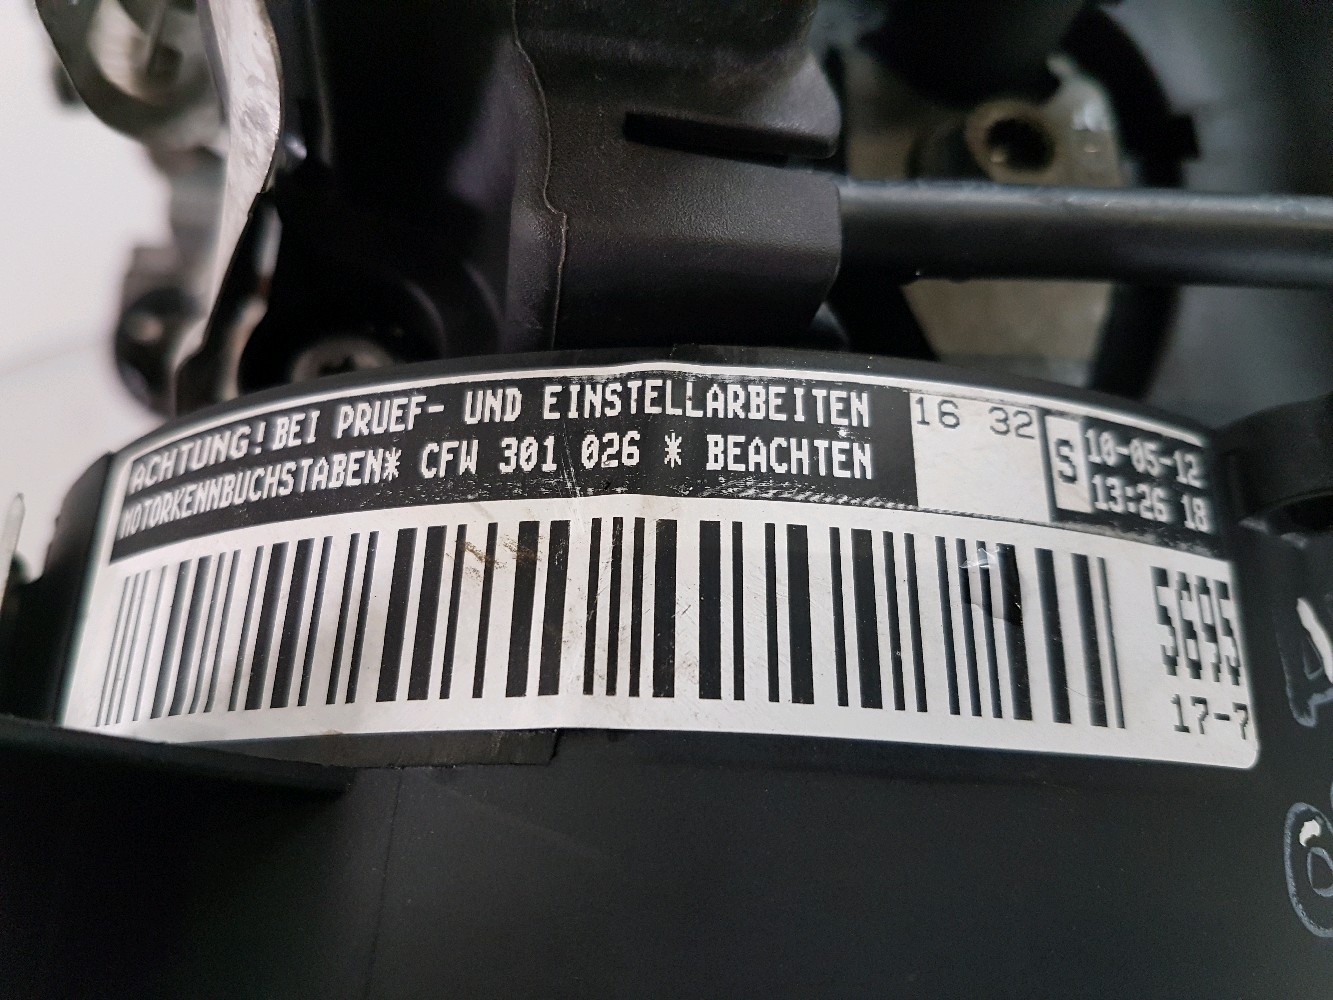 ACHTUNG! BEI PRUEF- UND EINSTELLARBEITEN
MOTORKENNBUCHSTABEN* CFW 301 026 * BEACHTEN
16 32
S
10-05-12
13:26 18
5695
17-7